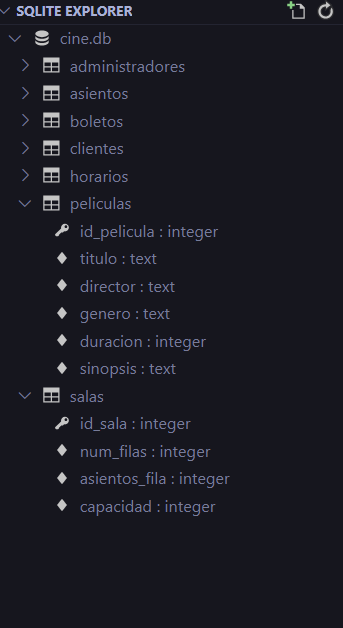 SQLITE EXPLORER
cine.db
administradores
asientos
boletos
clientes
horarios
peliculas
id_pelicula : integer
titulo : text
director : text
genero : text
duracion : integer
sinopsis : text
salas
id_sala : integer
num_filas : integer
asientos_fila : integer
capacidad : integer